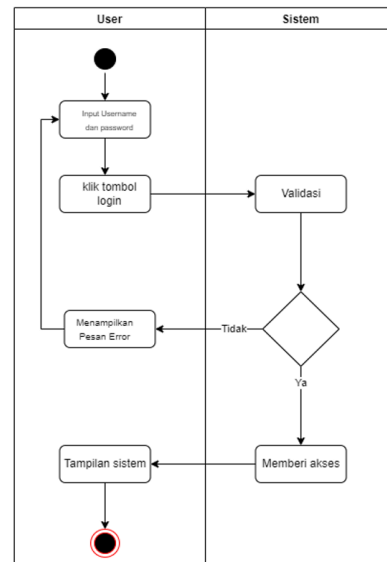 User
Sistem
Input Username
dan password
klik tombol
login
Validasi
Menampilkan
Pesan Error
Tidak
Ya
Tampilan sistem
Memberi akses